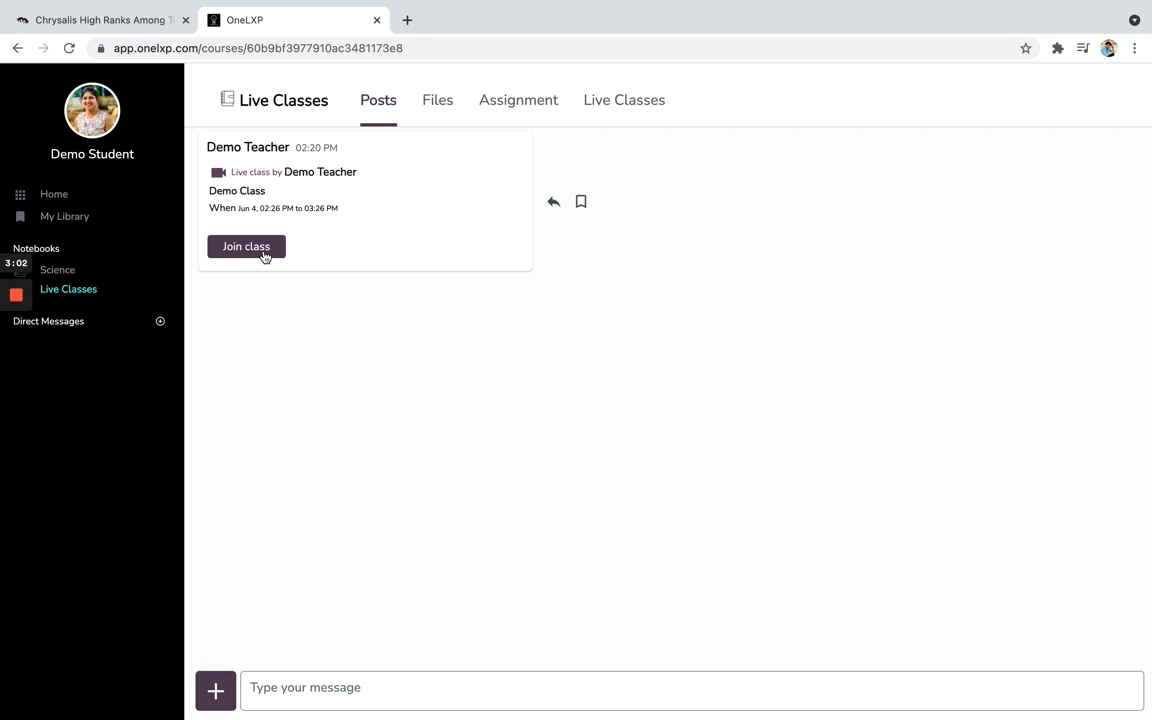 Chrysalis High Ranks Among T
OneLXP
app.onelxp.com/courses/60b9bf3977910ac3481173e8
Demo Student
Home
My Library
Notebooks
Science
Live Classes
Direct Messages
3:02
Live Classes Posts Files Assignment Live Classes
Demo Teacher 02:20 PM
Live class by Demo Teacher
Demo Class
When Jun 4, 02:26 PM to 03:26 PM
Join class
Type your message